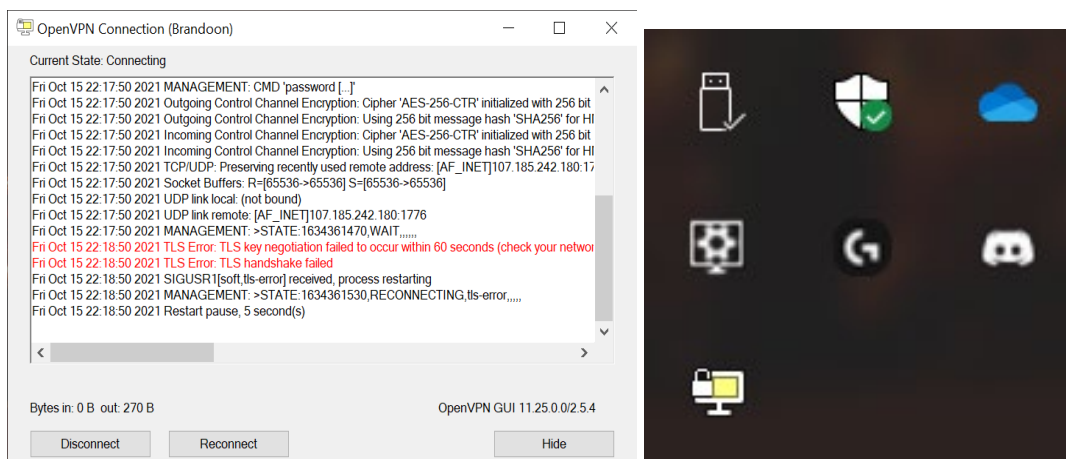 OpenVPN Connection (Brandoon)
Current State: Connecting
Fri Oct 15 22:17:50 2021 MANAGEMENT: CMD 'password [...]'
Fri Oct 15 22:17:50 2021 Outgoing Control Channel Encryption: Cipher 'AES-256-CTR' initialized with 256 bit
Fri Oct 15 22:17:50 2021 Outgoing Control Channel Encryption: Using 256 bit message hash 'SHA256' for
Fri Oct 15 22:17:50 2021 Incoming Control Channel Encryption: Cipher 'AES-256-CTR' initialized with 256 bit
Fri Oct 15 22:17:50 2021 Incoming Control Channel Encryption: Using 256 bit message hash 'SHA256' for
Fri Oct 15 22:17:50 2021 TCP/UDP: Preserving recently used remote address: [AF_INET]107.185.242.180:17
Fri Oct 15 22:17:50 2021 Socket Buffers: R=[65536->65536] S=[65536->65536]
Fri Oct 15 22:17:50 2021 UDP link local: (not bound)
Fri Oct 15 22:17:50 2021 UDP link remote: [AF_INET]107.185.242.180:1776
Fri Oct 15 22:17:50 2021 MANAGEMENT: >STATE:1634361470,WAIT,,,,,,
Fri Oct 15 22:18:50 2021 TLS Error: TLS key negotiation failed to occur within 60 seconds (check your
Fri Oct 15 22:18:50 2021 TLS Error: TLS handshake failed
Fri Oct 15 22:18:50 2021 SIGUSR1[soft,tls-error] received, process restarting
Fri Oct 15 22:18:50 2021 MANAGEMENT: >STATE:1634361530,RECONNECTING,tls-error,,,,,
Fri Oct 15 22:18:50 2021 Restart pause, 5 second(s)
Bytes in: 0 B out: 270 B
OpenVPN GUI 11.25.0.0/2.5.4
Disconnect
Reconnect
Hide